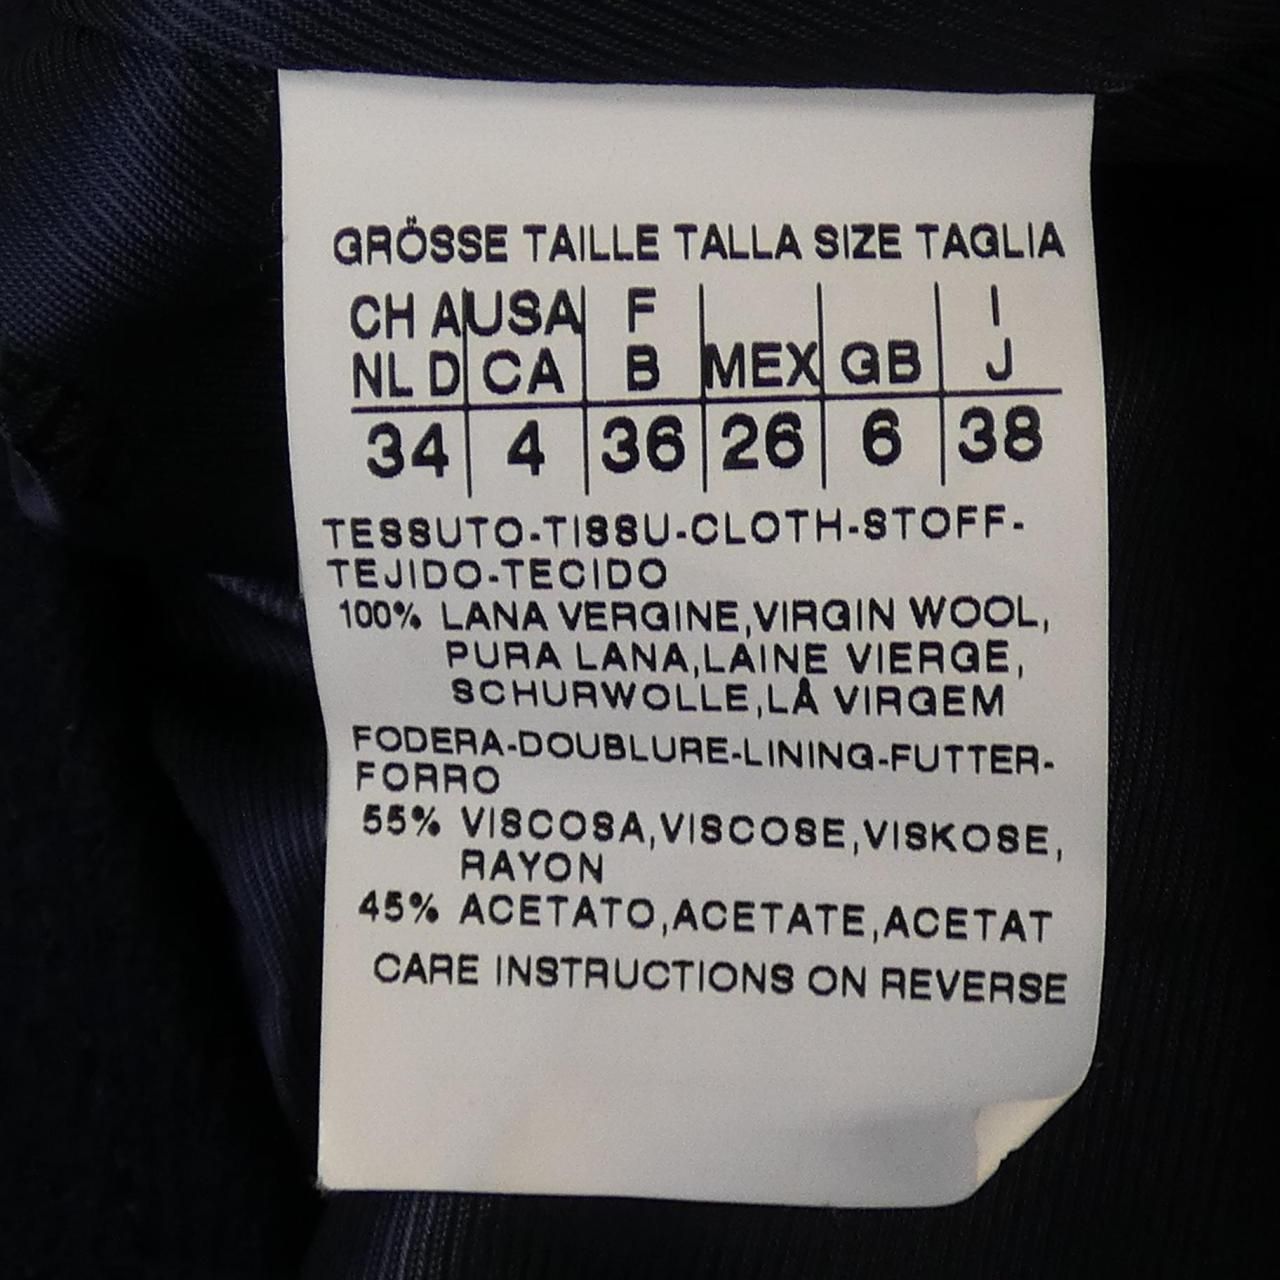 GRÖSSE TAILLE TALLA SIZE TAGLIA
CH A USA F I
NL D CA B MEX GB J
34 4 36 26 6 38
TESSUTO-TISSU-CLOTH-STOFF-
TEJIDO-TECIDO
100% LANA VERGINE,VIRGIN WOOL,
PURA LANA,LAINE VIERGE,
SCHURWOLLE,LÅ VIRGEM
FODERA-DOUBLURE-LINING-FUTTER-
FORRO
55% VISCOSA,VISCOSE,VISKOSE,
RAYON
45% ACETATO,ACETATE,ACETAT
CARE INSTRUCTIONS ON REVERSE